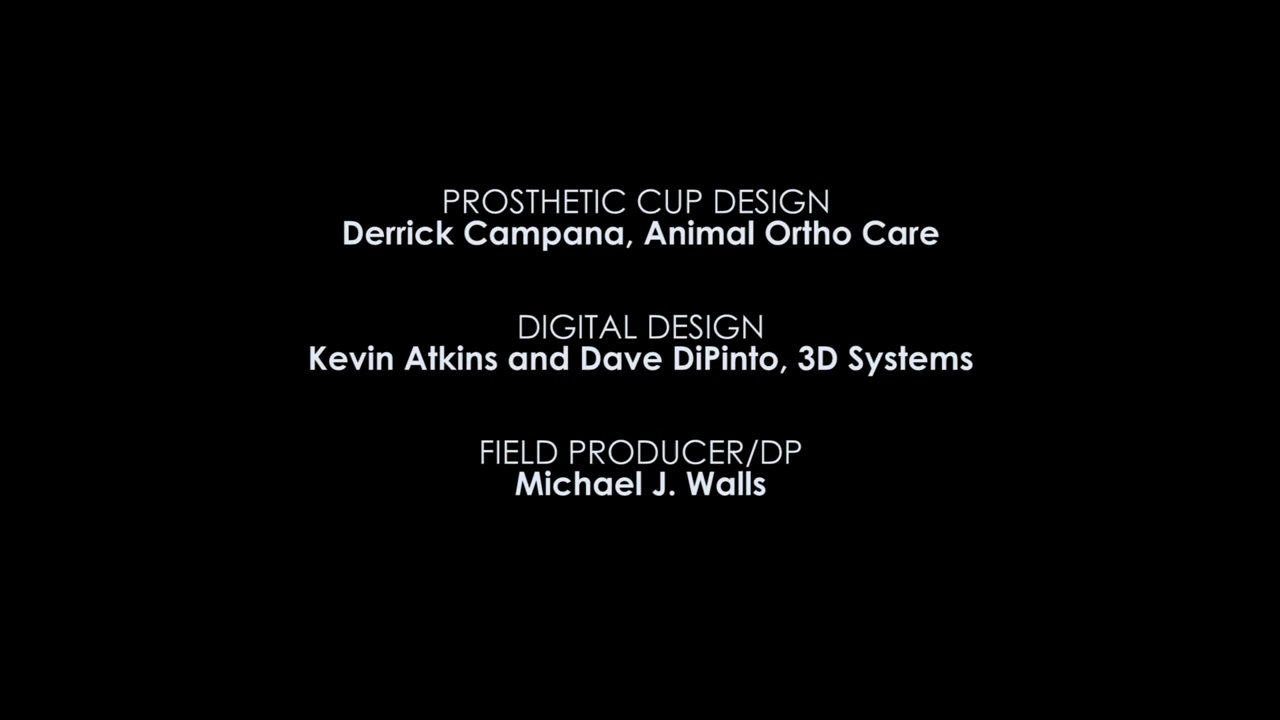 PROSTHETIC CUP DESIGN
Derrick Campana, Animal Ortho Care
DIGITAL DESIGN
Kevin Atkins and Dave DiPinto, 3D Systems
FIELD PRODUCER/DP
Michael J. Walls